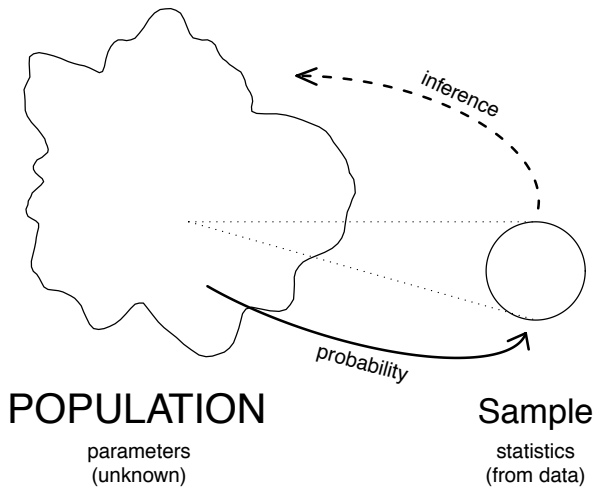 inference
probability
POPULATION
parameters
(unknown)
Sample
statistics
(from data)